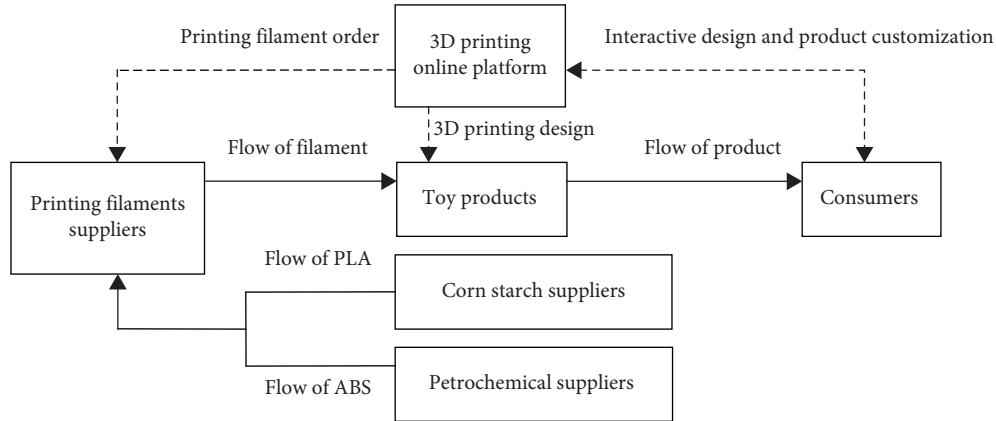 Printing filament order
3D printing
online platform
Interactive design and product customization
3D printing design
Flow of filament
Flow of product
Printing filaments
suppliers
Toy products
Consumers
Flow of PLA
Corn starch suppliers
Flow of ABS
Petrochemical suppliers